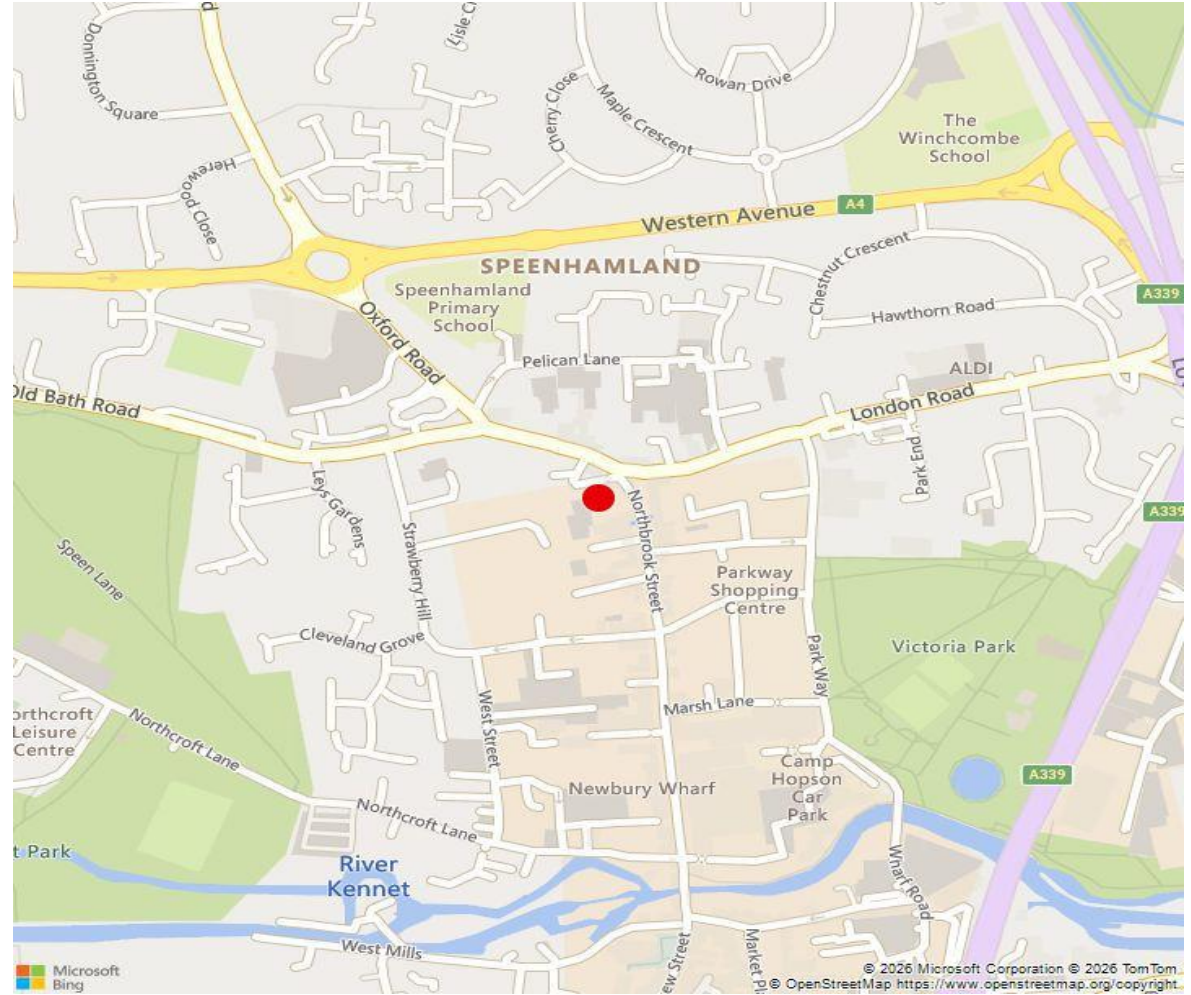 d
Donnington Square
Lisle C
Rowan Drive
Cherry Close
Maple Crescent
The
Winchcombe
School
Herewood Close
A4
Western Avenue
SPEENHAMLAND
Chestnut Crescent
Speenhamland
Primary
School
A339
Hawthorn Road
Oxford Road
Pelican Lane
ALDI
Old Bath Road
London Road
Park End
Leys Gardens
Northbrook Street
A339
Strawberry Hill
Speen Lane
Parkway
Shopping
Centre
Cleveland Grove
Victoria Park
Park Way
West Street
Marsh Lane
orthcroft
Leisure
Centre
Northcroft Lane
Camp
Hopson
Car
Park
A339
Newbury Wharf
Northcroft Lane
t Park
River
Kennet
Wharf Road
West Mills
ew Street
Market Pl
Microsoft
Bing
© 2026 Microsoft Corporation © 2026 TomTom
© OpenStreetMap https://www.openstreetmap.org/copyright